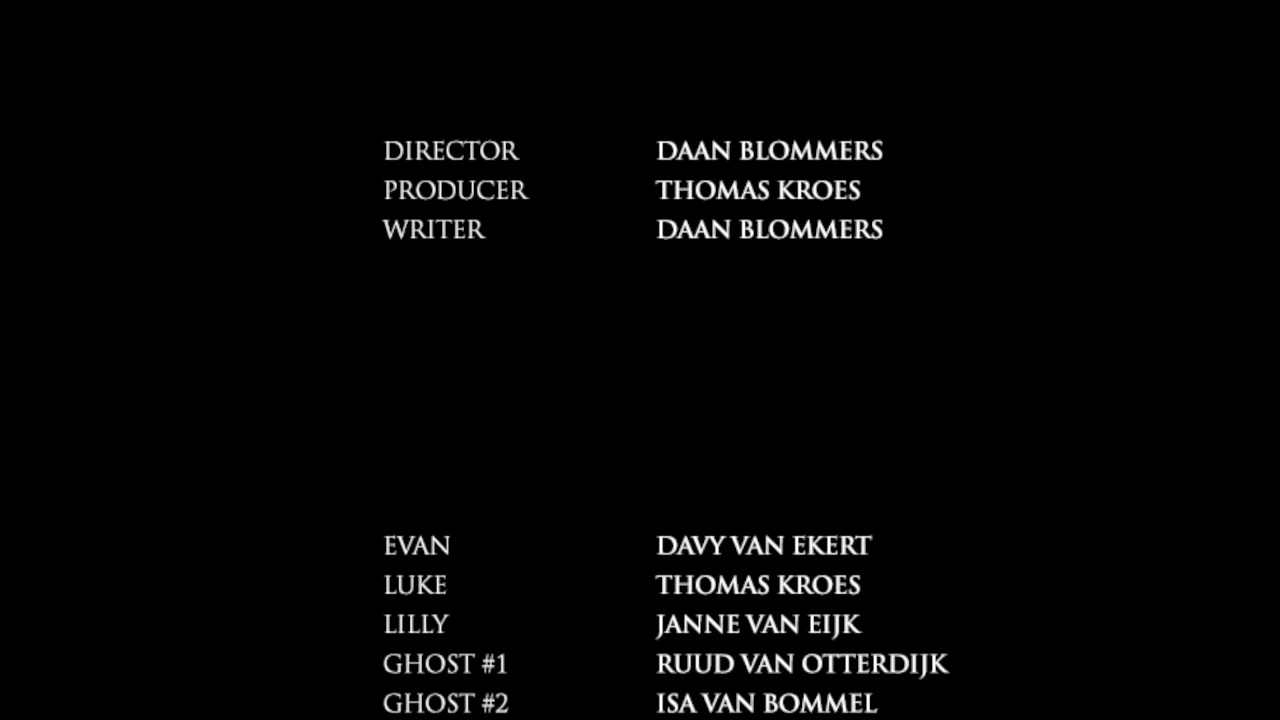 DIRECTOR DAAN BLOMMERS
PRODUCER THOMAS KROES
WRITER DAAN BLOMMERS
EVAN DAVY VAN EKERT
LUKE THOMAS KROES
LILLY JANNE VAN EIJK
GHOST #1 RUUD VAN OTTERDIJK
GHOST #2 ISA VAN BOMMEL